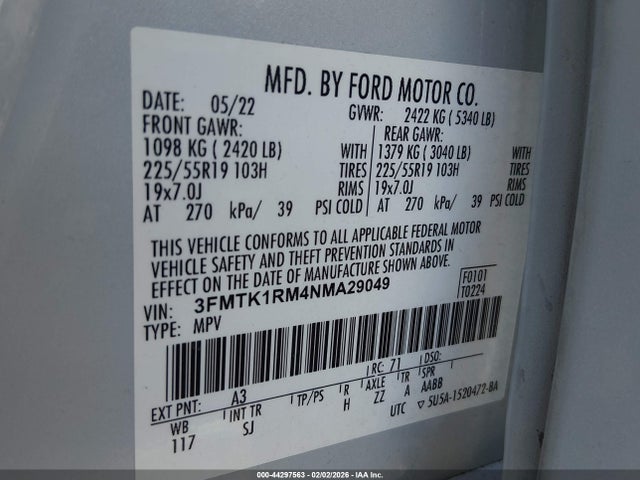 MFD. BY FORD MOTOR CO.
DATE: 05/22 GVWR: 2422 KG ( 5340 LB)
FRONT GAWR: REAR GAWR:
1098 KG ( 2420 LB) WITH 1379 KG ( 3040 LB) WITH
225/55R19 103H TIRES 225/55R19 103H TIRES
19x7.0J RIMS 19x7.0J RIMS
AT 270 kPa/ 39 PSI COLD AT 270 kPa/ 39 PSI COLD
THIS VEHICLE CONFORMS TO ALL APPLICABLE FEDERAL MOTOR
VEHICLE SAFETY AND THEFT PREVENTION STANDARDS IN
EFFECT ON THE DATE OF MANUFACTURE SHOWN ABOVE.
VIN: 3FMTK1RM4NMA29049 F0101
TYPE: MPV T0224
EXT PNT: A3 RC: 71 DSO:
WB INT TR TP/PS R AXLE TR SPR
117 SJ H ZZ A AABB
UTC ▽ 5U5A-1520472-BA
000-44297563 - 02/02/2026 - IAA Inc.